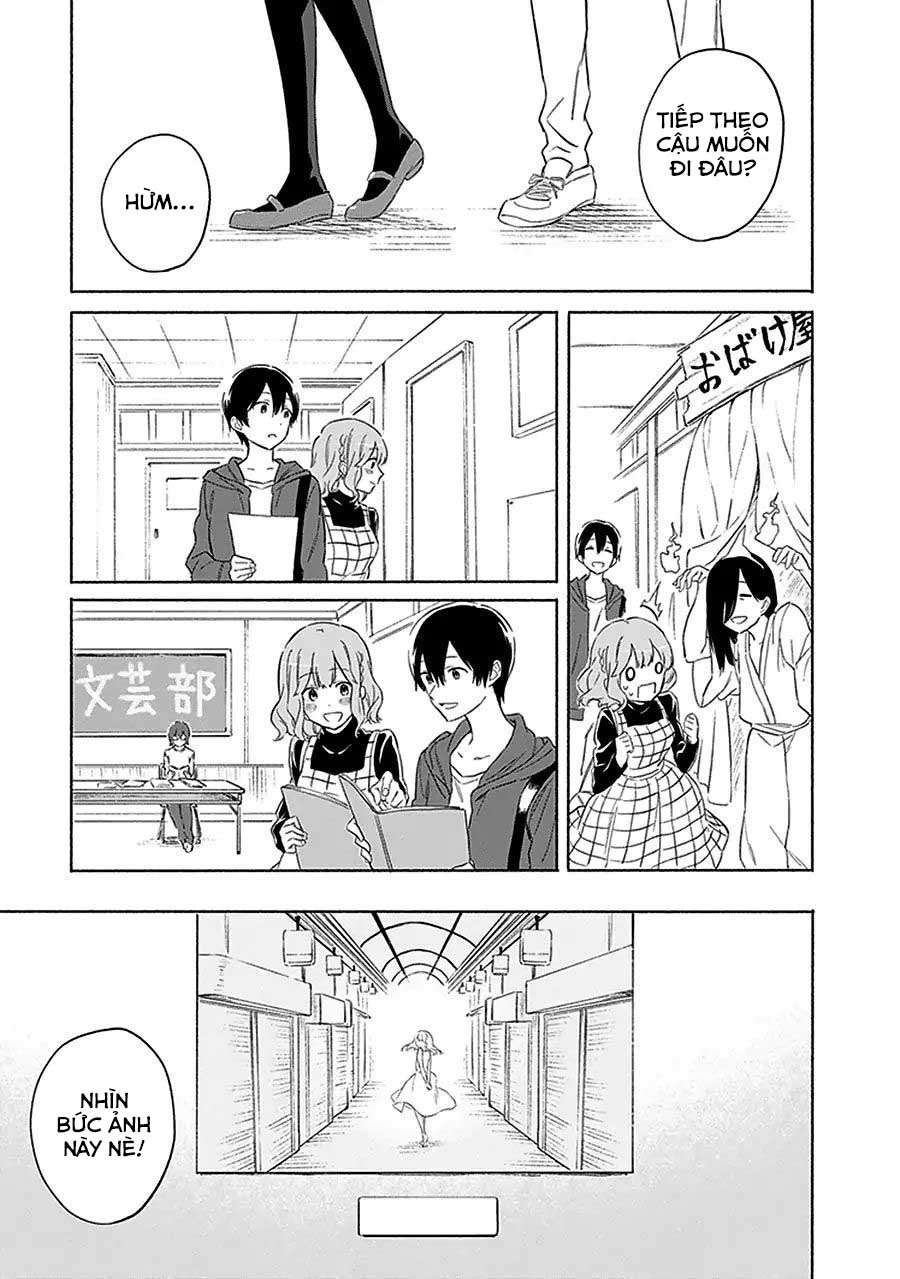 TIẾP THEO
CẬU MUỐN
ĐI ĐÂU?
HỪM...
おばけ屋
文芸部
NHÌN
BỨC ẢNH
NÀY NÈ!